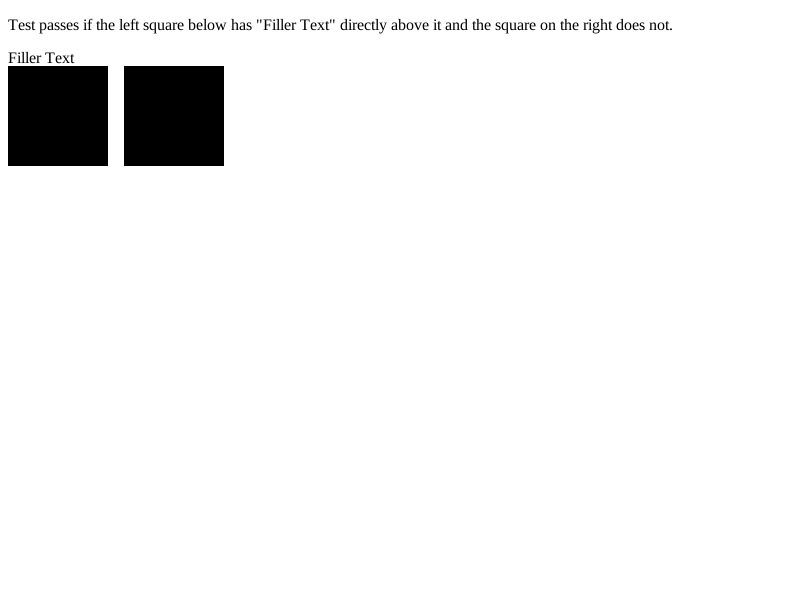 Test passes if the left square below has "Filler Text" directly above it and the square on the right does not.
Filler Text